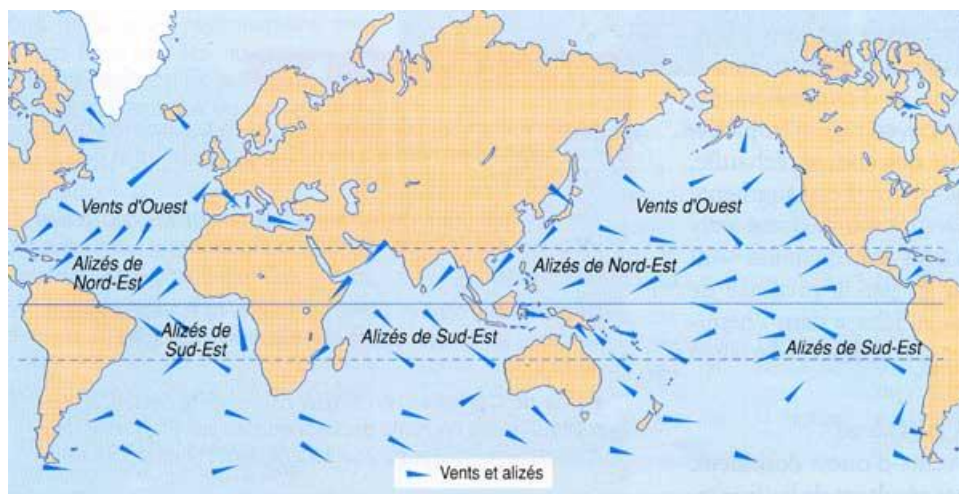 Vents d'Ouest
Vents d'Ouest
Alizés de
Nord-Est
Alizés de Nord-Est
Alizés de
Sud-Est
Alizés de Sud-Est
Alizés de Sud-Est
Vents et alizés